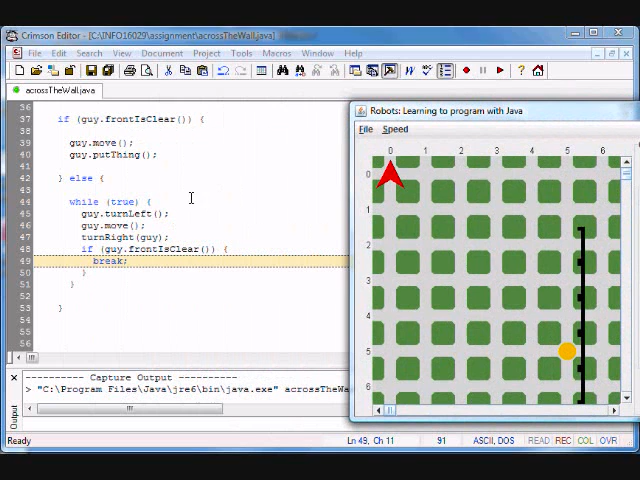 Crimson Editor - [C:\INFO16029\assignment\acrossTheWall.java]
File Edit Search View Document Project Tools Macros Window Help
acrossTheWall.java
36
37 if (guy.frontIsClear()) {
38
39 guy.move();
40 guy.putThing();
41
42 } else {
43
44 while (true) {
45 guy.turnLeft();
46 guy.move();
47 turnRight(guy);
48 if (guy.frontIsClear()) {
49 break;
50 }
51 }
52
53 }
54
55
56
Robots: Learning to program with Java
File Speed
0 1 2 3 4 5 6
0
1
2
3
4
5
6
---------- Capture Output ----------
> "C:\Program Files\Java\jre6\bin\java.exe" acrossTheWa
Output
Ready Ln 49, Ch 11 91 ASCII, DOS READ REC COL OVR